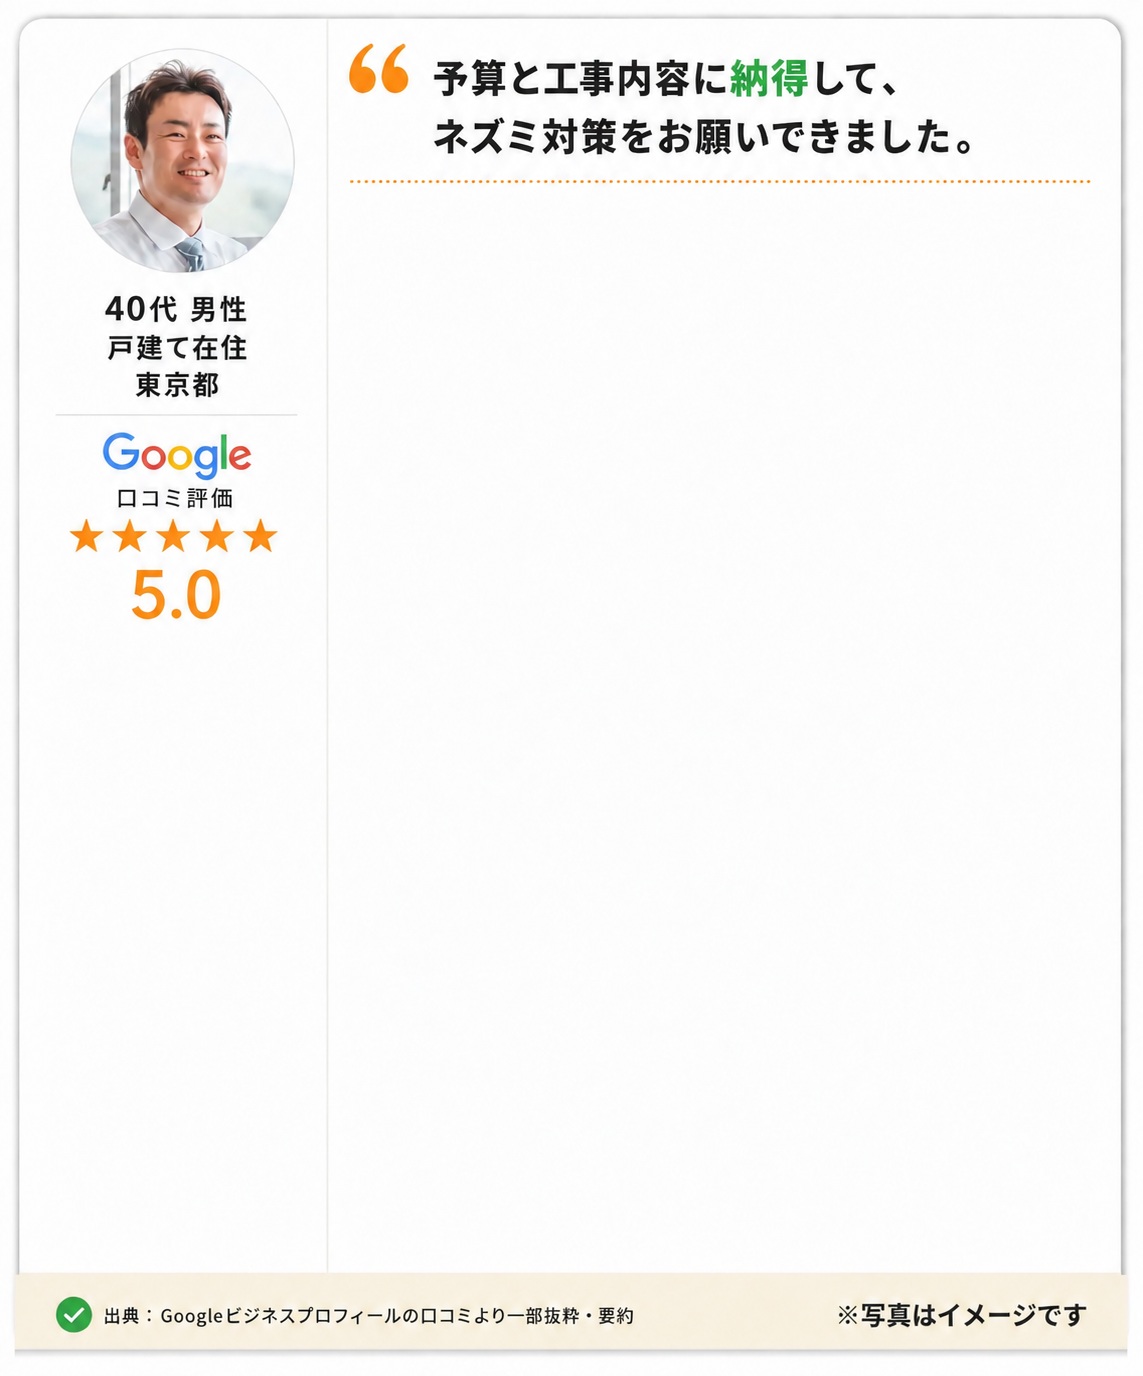 予算と工事内容に納得して、
ネズミ対策をお願いできました。
40代 男性
戸建て在住
東京都
Google
口コミ評価
★★★★★
5.0
出典：Googleビジネスプロフィールの口コミより一部抜粋・要約
※写真はイメージです